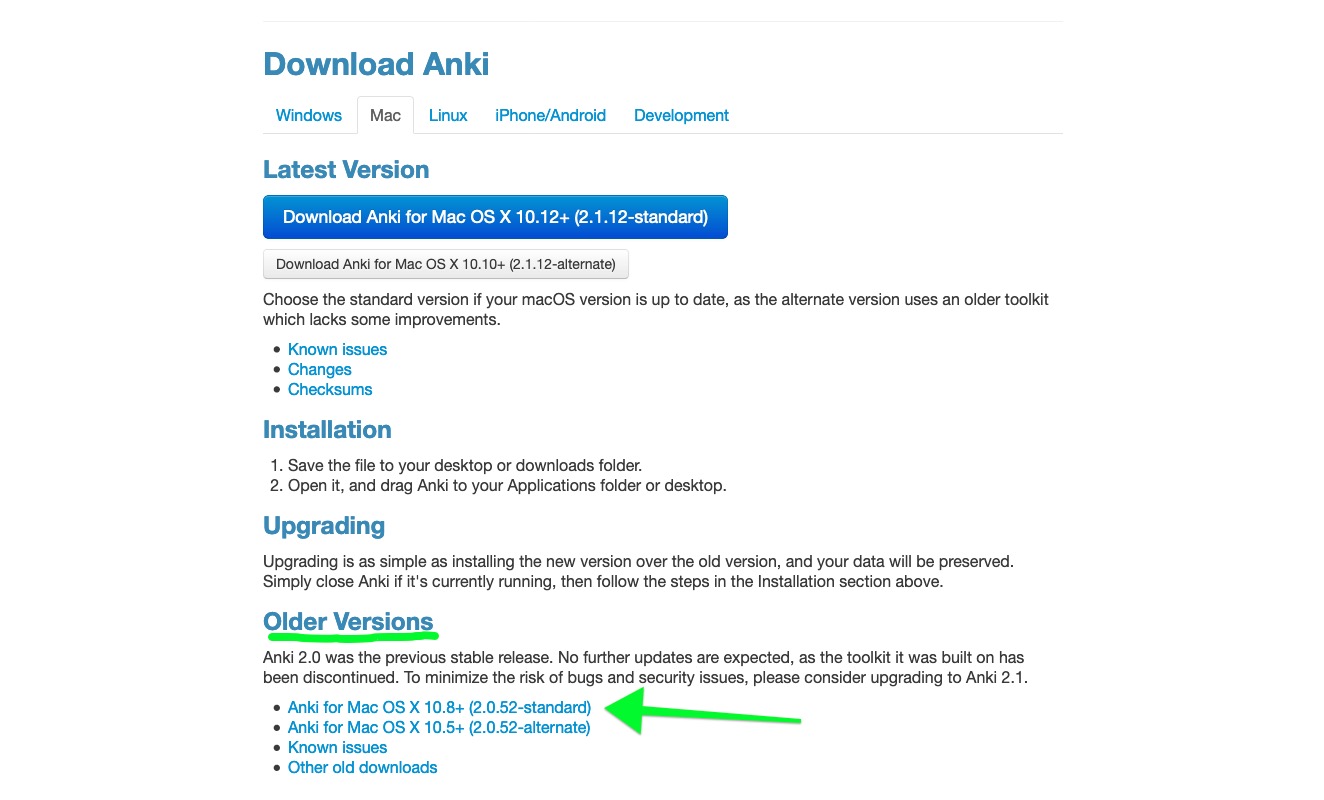 Download Anki
Windows Mac Linux iPhone/Android Development
Latest Version
Download Anki for Mac OS X 10.12+ (2.1.12-standard)
Download Anki for Mac OS X 10.10+ (2.1.12-alternate)
Choose the standard version if your macOS version is up to date, as the alternate version uses an older toolkit
which lacks some improvements.
• Known issues
• Changes
• Checksums
Installation
1. Save the file to your desktop or downloads folder.
2. Open it, and drag Anki to your Applications folder or desktop.
Upgrading
Upgrading is as simple as installing the new version over the old version, and your data will be preserved.
Simply close Anki if it's currently running, then follow the steps in the Installation section above.
Older Versions
Anki 2.0 was the previous stable release. No further updates are expected, as the toolkit it was built on has
been discontinued. To minimize the risk of bugs and security issues, please consider upgrading to Anki 2.1.
• Anki for Mac OS X 10.8+ (2.0.52-standard)
• Anki for Mac OS X 10.5+ (2.0.52-alternate)
• Known issues
• Other old downloads